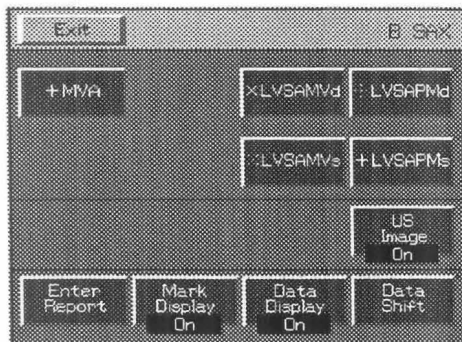 Exit B SAX
+MVA ×LVSAMVd ⁘LVSAPMd
⁙LVSAMVs +LVSAPMs
US
Image
On
Enter Mark Data Data
Report Display Display Shift
On On